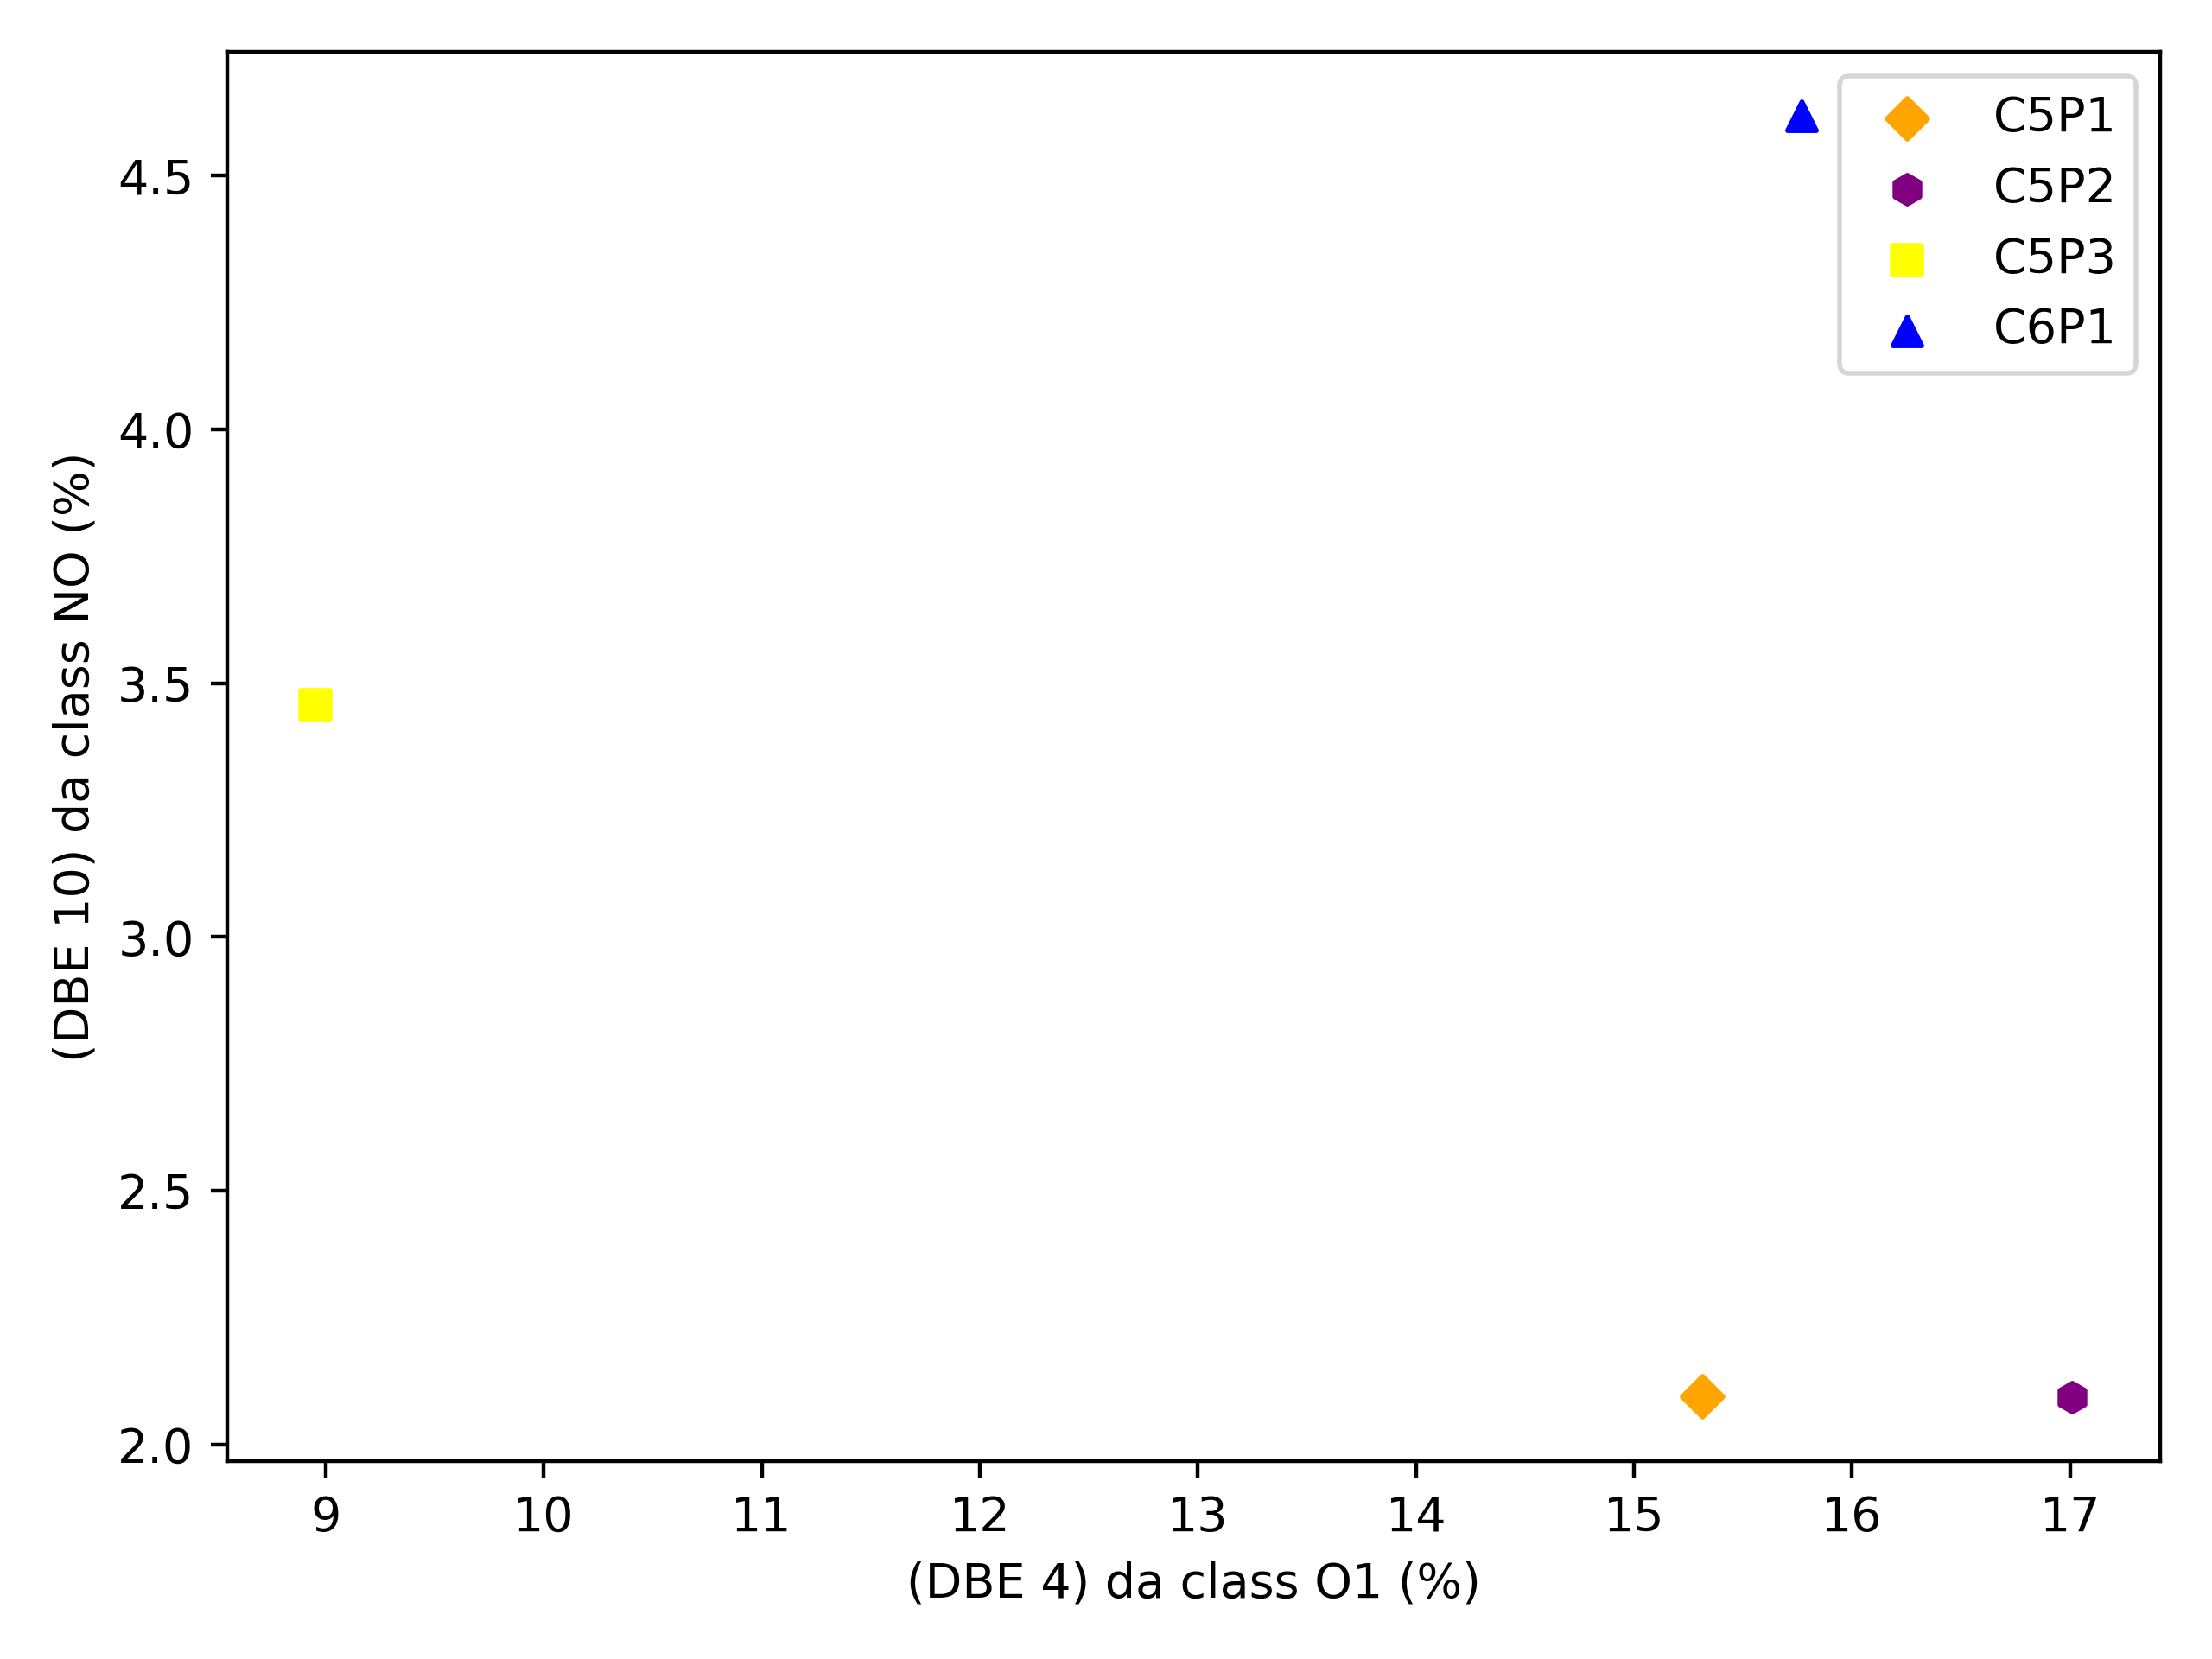 C5P1
C5P2
C5P3
C6P1
4.5
4.0
3.5
3.0
2.5
2.0
(DBE 10) da class NO (%)
9 10 11 12 13 14 15 16 17
(DBE 4) da class O1 (%)